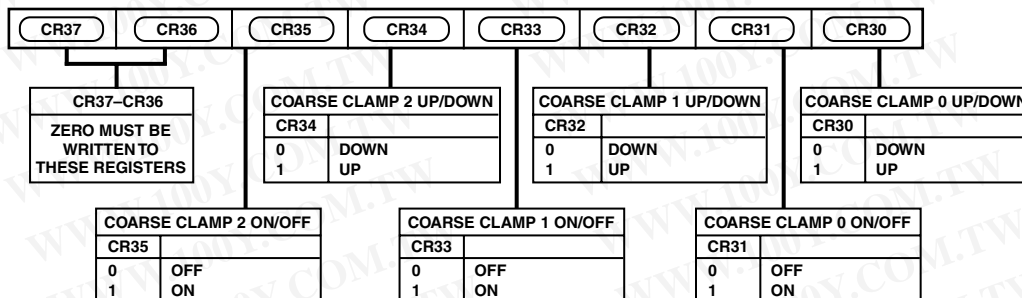 CR37 CR36 CR35 CR34 CR33 CR32 CR31 CR30
CR37–CR36
ZERO MUST BE
WRITTEN TO
THESE REGISTERS
COARSE CLAMP 2 UP/DOWN
CR34
0 DOWN
1 UP
COARSE CLAMP 1 UP/DOWN
CR32
0 DOWN
1 UP
COARSE CLAMP 0 UP/DOWN
CR30
0 DOWN
1 UP
COARSE CLAMP 2 ON/OFF
CR35
0 OFF
1 ON
COARSE CLAMP 1 ON/OFF
CR33
0 OFF
1 ON
COARSE CLAMP 0 ON/OFF
CR31
0 OFF
1 ON
WWW.100Y.COM.TW